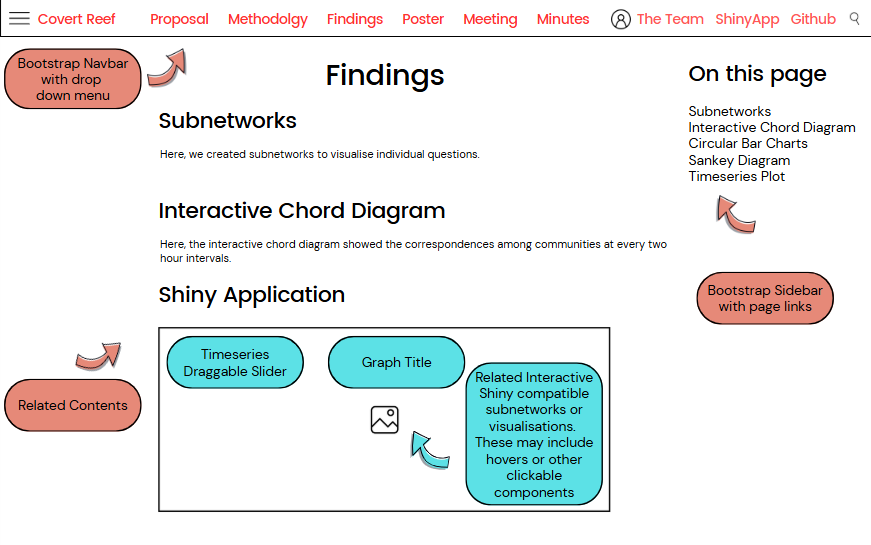 Covert Reef Proposal Methodolgy Findings Poster Meeting Minutes The Team ShinyApp Github
Bootstrap Navbar
with drop
down menu
Findings
On this page
Subnetworks
Interactive Chord Diagram
Circular Bar Charts
Sankey Diagram
Timeseries Plot
Subnetworks
Here, we created subnetworks to visualise individual questions.
Interactive Chord Diagram
Here, the interactive chord diagram showed the correspondences among communities at every two
hour intervals.
Bootstrap Sidebar
with page links
Shiny Application
Timeseries
Draggable Slider
Graph Title
Related Interactive
Shiny compatible
subnetworks or
visualisations.
These may include
hovers or other
clickable
components
Related Contents